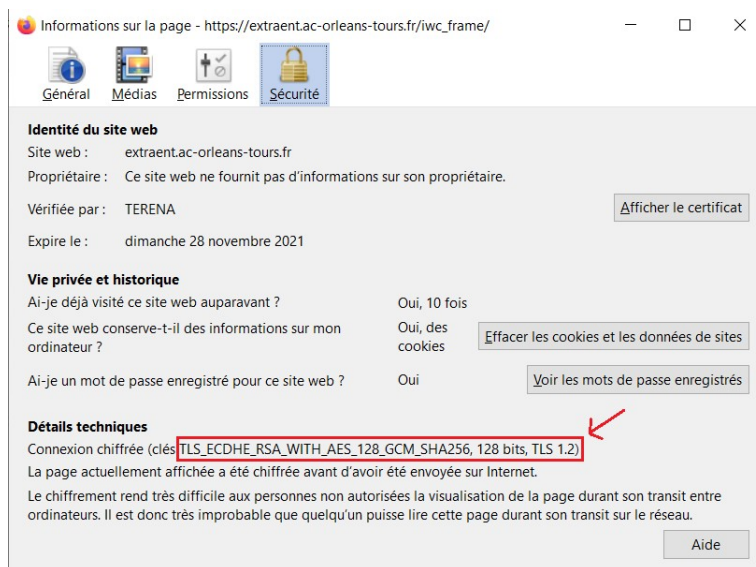 Informations sur la page - https://extraent.ac-orleans-tours.fr/iwc_frame/
Général Médias Permissions Sécurité
Identité du site web
Site web : extraent.ac-orleans-tours.fr
Propriétaire : Ce site web ne fournit pas d'informations sur son propriétaire.
Vérifiée par : TERENA Afficher le certificat
Expire le : dimanche 28 novembre 2021
Vie privée et historique
Ai-je déjà visité ce site web auparavant ? Oui, 10 fois
Ce site web conserve-t-il des informations sur mon
ordinateur ?
Oui, des
cookies
Effacer les cookies et les données de sites
Ai-je un mot de passe enregistré pour ce site web ? Oui Voir les mots de passe enregistrés
Détails techniques
Connexion chiffrée (clés TLS_ECDHE_RSA_WITH_AES_128_GCM_SHA256, 128 bits, TLS 1.2)
La page actuellement affichée a été chiffrée avant d'avoir été envoyée sur Internet.
Le chiffrement rend très difficile aux personnes non autorisées la visualisation de la page durant son transit entre
ordinateurs. Il est donc très improbable que quelqu'un puisse lire cette page durant son transit sur le réseau.
Aide